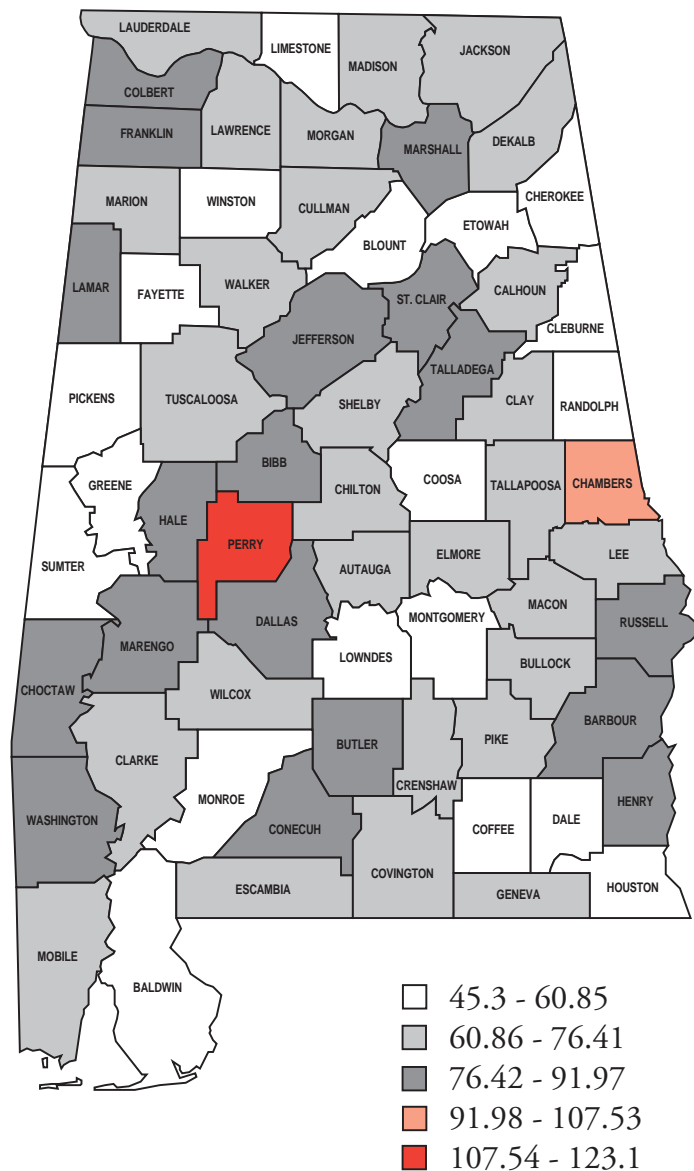 LAUDERDALE
LIMESTONE
MADISON
JACKSON
COLBERT
FRANKLIN
LAWRENCE
MORGAN
MARSHALL
DEKALB
MARION
WINSTON
CULLMAN
BLOUNT
ETOWAH
CHEROKEE
LAMAR
FAYETTE
WALKER
JEFFERSON
ST. CLAIR
CALHOUN
CLEBURNE
PICKENS
TUSCALOOSA
SHELBY
TALLADEGA
CLAY
RANDOLPH
GREENE
BIBB
COOSA
TALLAPOOSA
CHAMBERS
HALE
CHILTON
SUMTER
PERRY
AUTAUGA
ELMORE
LEE
MARENGO
DALLAS
MONTGOMERY
MACON
RUSSELL
CHOCTAW
WILCOX
LOWNDES
BULLOCK
CLARKE
BUTLER
PIKE
BARBOUR
WASHINGTON
MONROE
CONECUH
CRENSHAW
COFFEE
DALE
HENRY
ESCAMBIA
COVINGTON
GENEVA
HOUSTON
MOBILE
BALDWIN
45.3 - 60.85
60.86 - 76.41
76.42 - 91.97
91.98 - 107.53
107.54 - 123.1